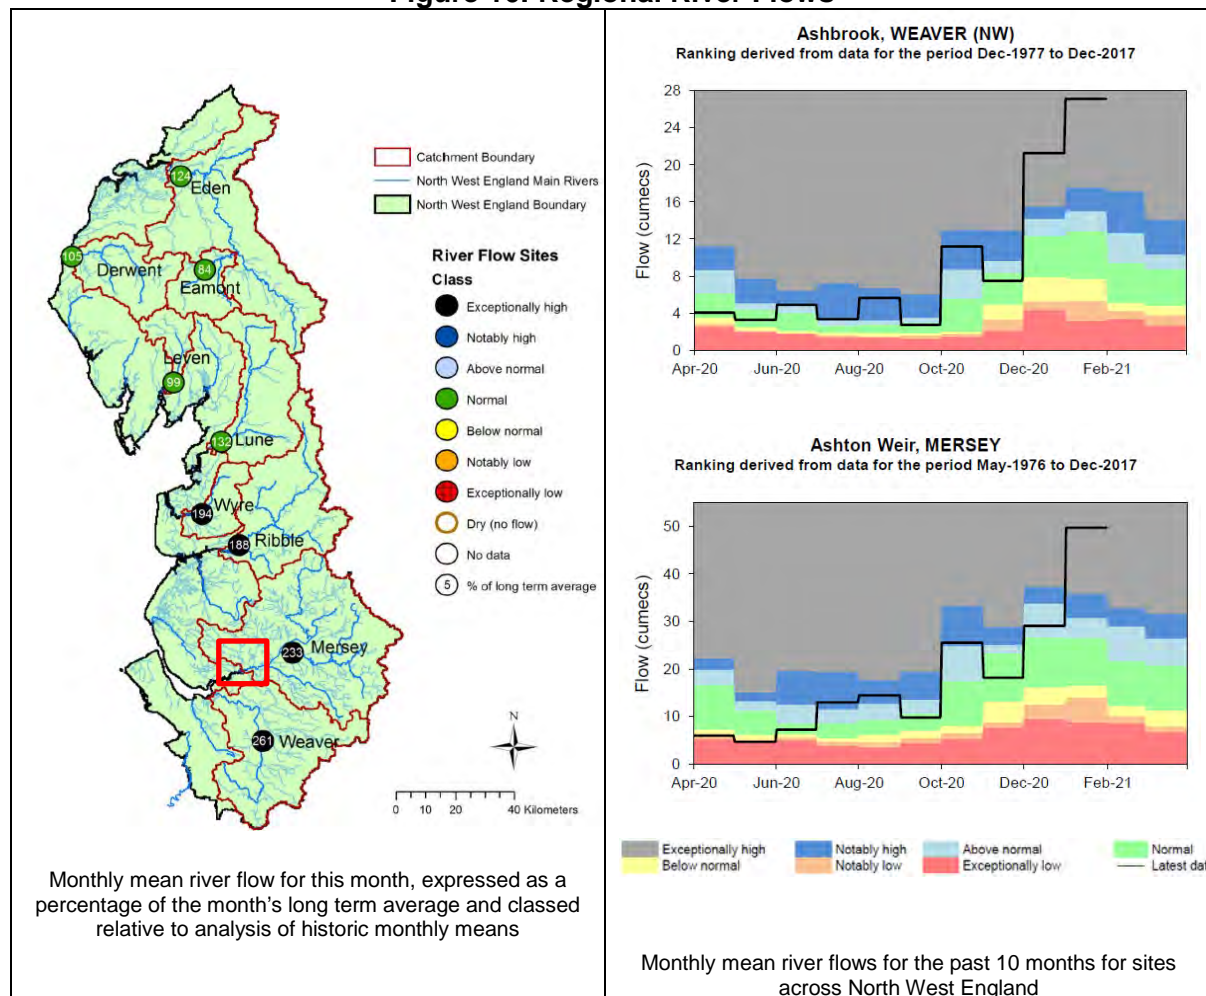 Figure 10: Regional River Flows
Catchment Boundary
North West England Main Rivers
North West England Boundary
River Flow Sites
Class
Exceptionally high
Notably high
Above normal
Normal
Below normal
Notably low
Exceptionally low
Dry (no flow)
No data
5 % of long term average
124
Eden
105
Derwent
84
Eamont
Leven
99
132 Lune
Wyre
194
188 Ribble
233 Mersey
261 Weaver
N
0 10 20 40 Kilometers
Monthly mean river flow for this month, expressed as a
percentage of the month's long term average and classed
relative to analysis of historic monthly means
Ashbrook, WEAVER (NW)
Ranking derived from data for the period Dec-1977 to Dec-2017
Flow (cumecs)
28
24
20
16
12
8
4
0
Apr-20 Jun-20 Aug-20 Oct-20 Dec-20 Feb-21
Ashton Weir, MERSEY
Ranking derived from data for the period May-1976 to Dec-2017
Flow (cumecs)
50
40
30
20
10
0
Apr-20 Jun-20 Aug-20 Oct-20 Dec-20 Feb-21
Exceptionally high Notably high Above normal Normal
Below normal Notably low Exceptionally low Latest dat
Monthly mean river flows for the past 10 months for sites
across North West England